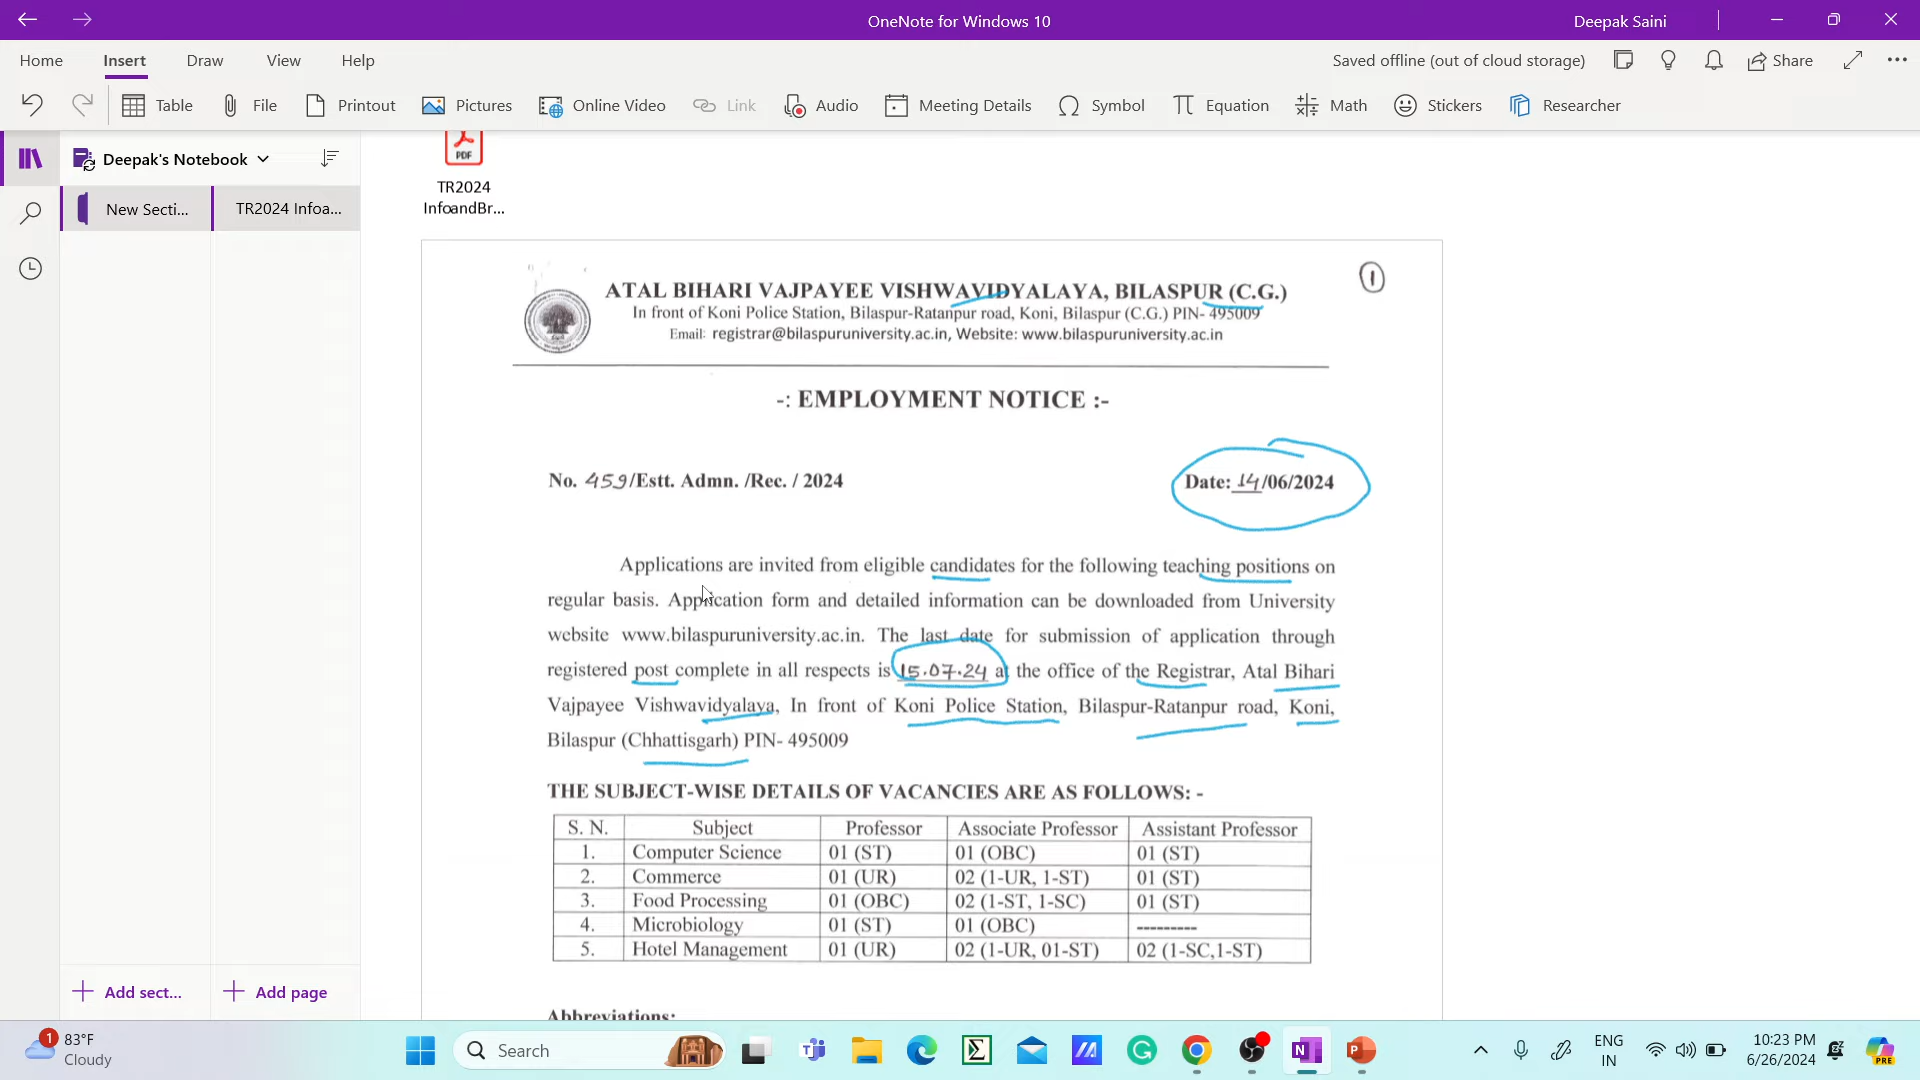 OneNote for Windows 10
Deepak Saini
Home Insert Draw View Help
Saved offline (out of cloud storage) Share
Table File Printout Pictures Online Video Link Audio Meeting Details Symbol Equation Math Stickers Researcher
Deepak's Notebook
New Secti... TR2024 Infoa...
PDF
TR2024
InfoandBr...
1
ATAL BIHARI VAJPAYEE VISHWAVIDYALAYA, BILASPUR (C.G.)
In front of Koni Police Station, Bilaspur-Ratanpur road, Koni, Bilaspur (C.G.) PIN- 495009
Email: registrar@bilaspuruniversity.ac.in, Website: www.bilaspuruniversity.ac.in
-: EMPLOYMENT NOTICE :-
No. 459/Estt. Admn. /Rec. / 2024 Date: 14/06/2024
Applications are invited from eligible candidates for the following teaching positions on
regular basis. Application form and detailed information can be downloaded from University
website www.bilaspuruniversity.ac.in. The last date for submission of application through
registered post complete in all respects is 15.07.24 at the office of the Registrar, Atal Bihari
Vajpayee Vishwavidyalaya, In front of Koni Police Station, Bilaspur-Ratanpur road, Koni,
Bilaspur (Chhattisgarh) PIN- 495009
THE SUBJECT-WISE DETAILS OF VACANCIES ARE AS FOLLOWS: -
S. N. Subject Professor Associate Professor Assistant Professor
1. Computer Science 01 (ST) 01 (OBC) 01 (ST)
2. Commerce 01 (UR) 02 (1-UR, 1-ST) 01 (ST)
3. Food Processing 01 (OBC) 02 (1-ST, 1-SC) 01 (ST)
4. Microbiology 01 (ST) 01 (OBC) ---------
5. Hotel Management 01 (UR) 02 (1-UR, 01-ST) 02 (1-SC,1-ST)
Abbreviations:
Add sect... Add page
1 83°F
Cloudy
Search
ENG
IN
10:23 PM
6/26/2024
PRE